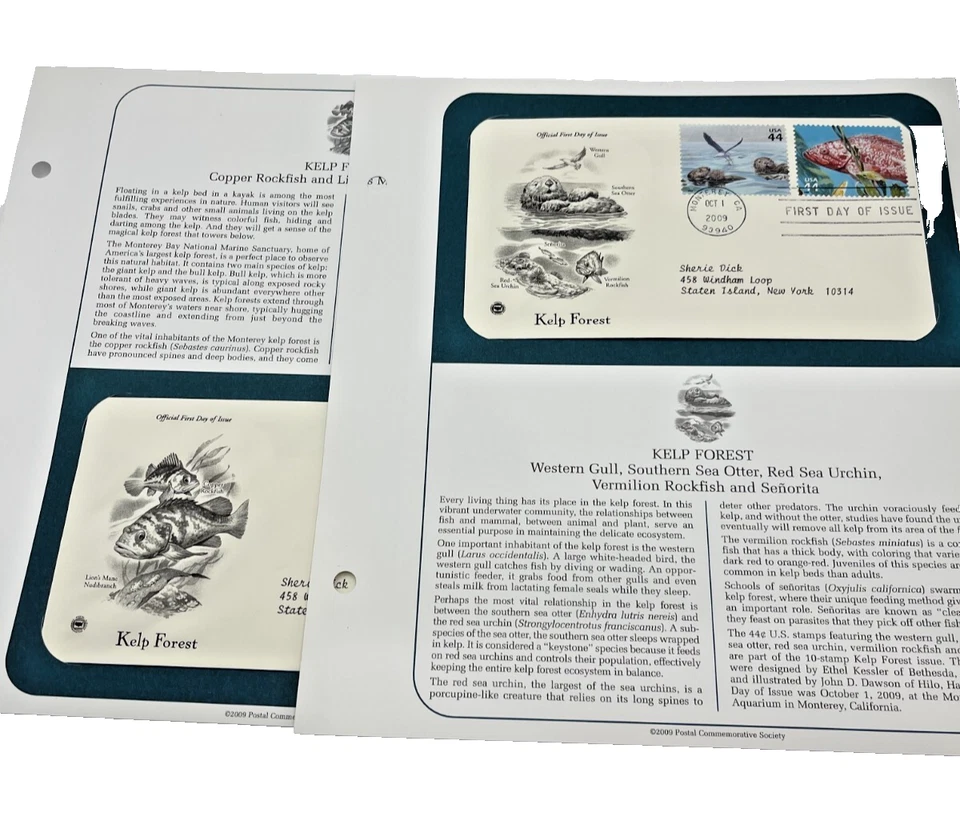 KELP F
Copper Rockfish and Li
Floating in a kelp bed in a kayak is among the most
fulfilling experiences in nature. Human visitors will see
snails, crabs and other small animals living on the kelp
blades. They may witness colorful fish, hiding and
darting among the kelp. And they will get a sense of the
magical kelp forest that towers below.
The Monterey Bay National Marine Sanctuary, home of
America's largest kelp forest, is a perfect place to observe
this natural habitat. It contains two main species of kelp:
the giant kelp and the bull kelp. Bull kelp, which is more
tolerant of heavy waves, is typical along exposed rocky
shores, while giant kelp is abundant everywhere other
than the most exposed areas. Kelp forests extend through
most of Monterey's waters near shore, typically hugging
the coastline and extending from just beyond the
breaking waves.
One of the vital inhabitants of the Monterey kelp forest is
the copper rockfish (Sebastes caurinus). Copper rockfish
have pronounced spines and deep bodies, and they come
Official First Day of Issue
Copper
Rockfish
Lion's Mane
Nudibranch
Kelp Forest
Sher
458 W
State
ck
©2009 Postal Comme
Official First Day of Issue
Western
Gull
Southern
Sea Otter
Señorita
Red
Sea Urchin
Vermilion
Rockfish
Kelp Forest
USA
44
USA
44
MONTEREY, CA
OCT 1
2009
93940
FIRST DAY OF ISSUE
Sherie Dick
458 Windham Loop
Staten Island, New York 10314
KELP FOREST
Western Gull, Southern Sea Otter, Red Sea Urchin,
Vermilion Rockfish and Señorita
Every living thing has its place in the kelp forest. In this
vibrant underwater community, the relationships between
fish and mammal, between animal and plant, serve an
essential purpose in maintaining the delicate ecosystem.
One important inhabitant of the kelp forest is the western
gull (Larus occidentalis). A large white-headed bird, the
western gull catches fish by diving or wading. An oppor-
tunistic feeder, it grabs food from other gulls and even
steals milk from lactating female seals while they sleep.
Perhaps the most vital relationship in the kelp forest is
between the southern sea otter (Enhydra lutris nereis) and
the red sea urchin (Strongylocentrotus franciscanus). A sub-
species of the sea otter, the southern sea otter sleeps wrapped
in kelp. It is considered a "keystone" species because it feeds
on red sea urchins and controls their population, effectively
keeping the entire kelp forest ecosystem in balance.
The red sea urchin, the largest of the sea urchins, is a
porcupine-like creature that relies on its long spines to
deter other predators. The urchin voraciously feed
kelp, and without the otter, studies have found the u
eventually will remove all kelp from its area of the f
The vermilion rockfish (Sebastes miniatus) is a co
fish that has a thick body, with coloring that varie
dark red to orange-red. Juveniles of this species are
common in kelp beds than adults.
Schools of señoritas (Oxyjulis californica) swarm
kelp forest, where their unique feeding method giv
an important role. Señoritas are known as "clea
they feast on parasites that they pick off other fish
The 44¢ U.S. stamps featuring the western gull,
sea otter, red sea urchin, vermilion rockfish and
are part of the 10-stamp Kelp Forest issue. Th
were designed by Ethel Kessler of Bethesda,
and illustrated by John D. Dawson of Hilo, Ha
Day of Issue was October 1, 2009, at the Mo
Aquarium in Monterey, California.
©2009 Postal Commemorative Society